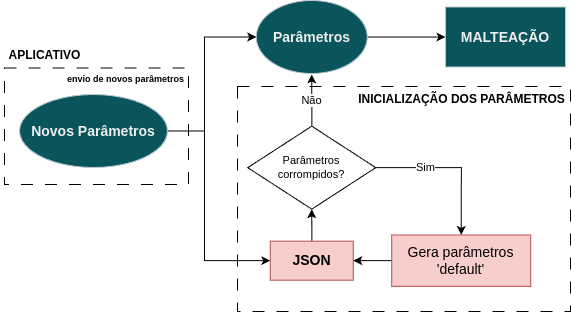 Parâmetros
MALTEAÇÃO
APLICATIVO
envio de novos parâmetros
Novos Parâmetros
Não
INICIALIZAÇÃO DOS PARÂMETROS
Parâmetros
corrompidos?
Sim
JSON
Gera parâmetros
'default'